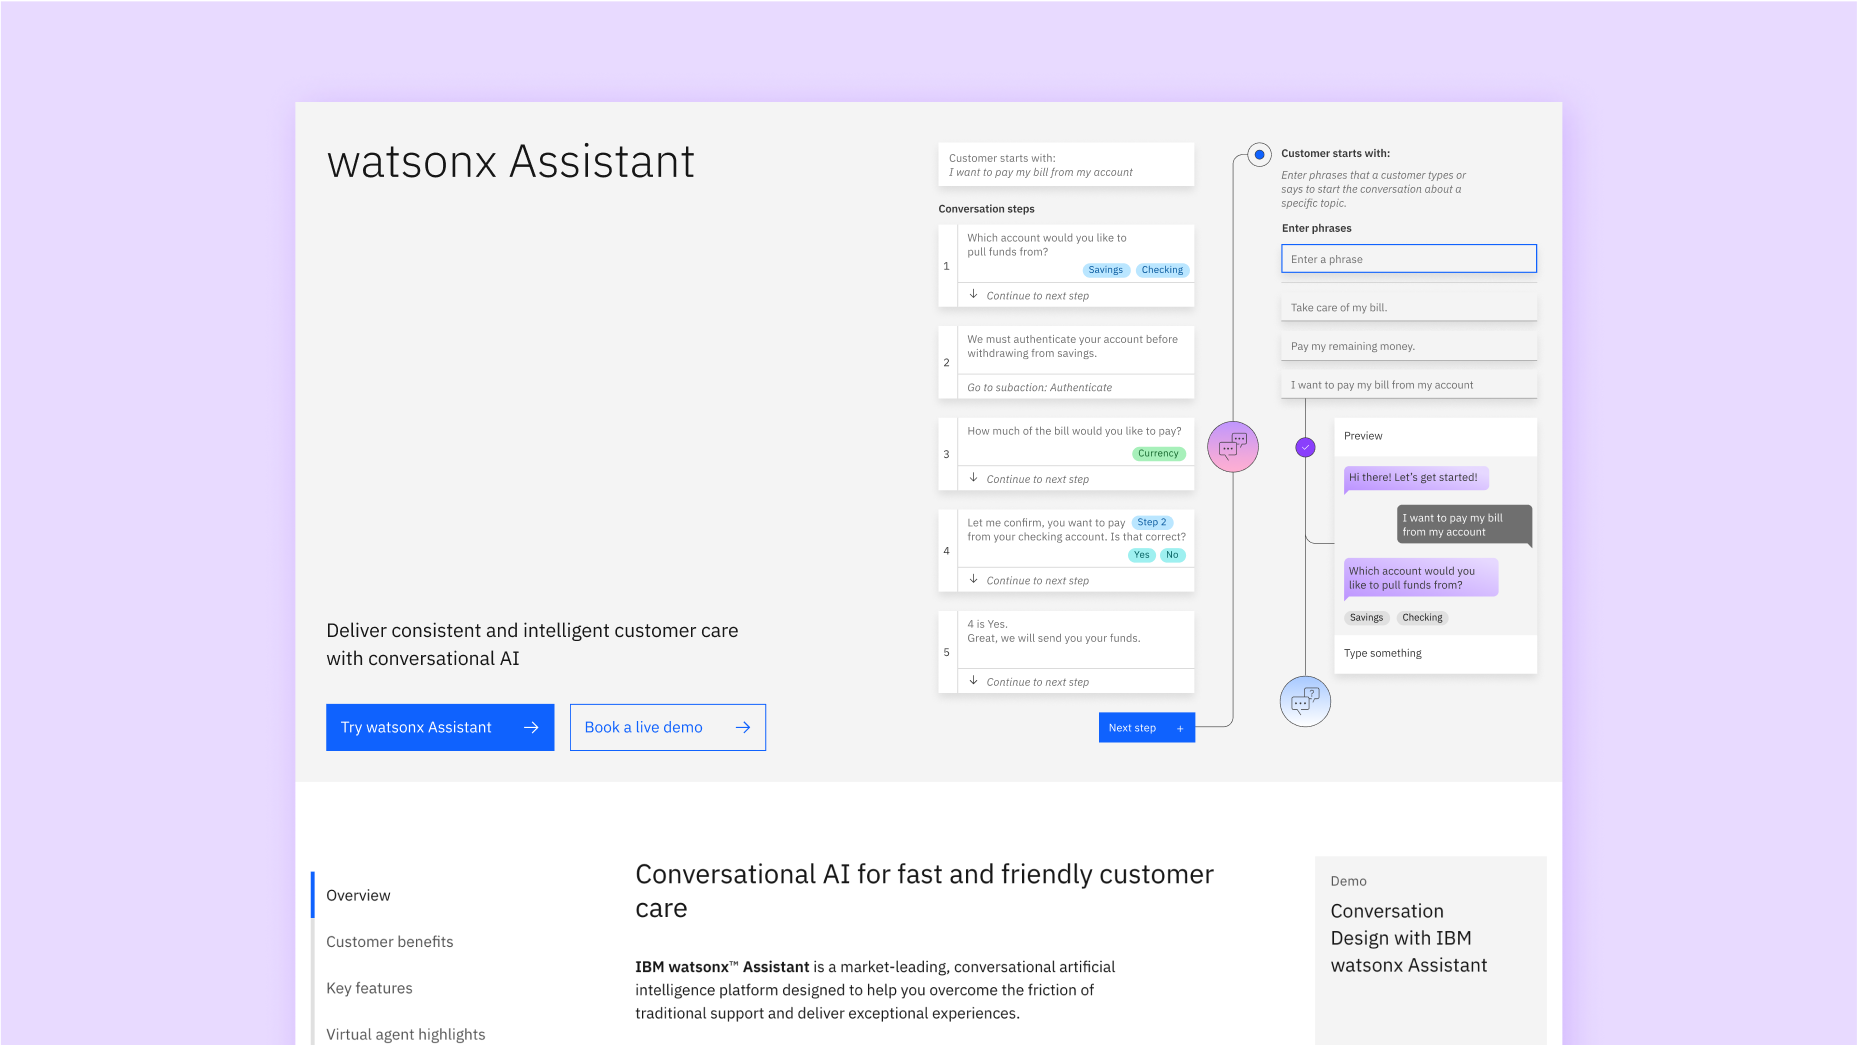 watsonx Assistant
Deliver consistent and intelligent customer care
with conversational AI
Try watsonx Assistant
Book a live demo
Customer starts with:
I want to pay my bill from my account
Conversation steps
1
Which account would you like to
pull funds from?
Savings Checking
Continue to next step
2
We must authenticate your account before
withdrawing from savings.
Go to subaction: Authenticate
3
How much of the bill would you like to pay?
Currency
Continue to next step
4
Let me confirm, you want to pay Step 2
from your checking account. Is that correct?
Yes No
Continue to next step
5
4 is Yes.
Great, we will send you your funds.
Continue to next step
Next step +
Customer starts with:
Enter phrases that a customer types or
says to start the conversation about a
specific topic.
Enter phrases
Enter a phrase
Take care of my bill.
Pay my remaining money.
I want to pay my bill from my account
Preview
Hi there! Let's get started!
I want to pay my bill
from my account
Which account would you
like to pull funds from?
Savings Checking
Type something
?
Overview
Customer benefits
Key features
Virtual agent highlights
Conversational AI for fast and friendly customer
care
IBM watsonx™ Assistant is a market-leading, conversational artificial
intelligence platform designed to help you overcome the friction of
traditional support and deliver exceptional experiences.
Demo
Conversation
Design with IBM
watsonx Assistant